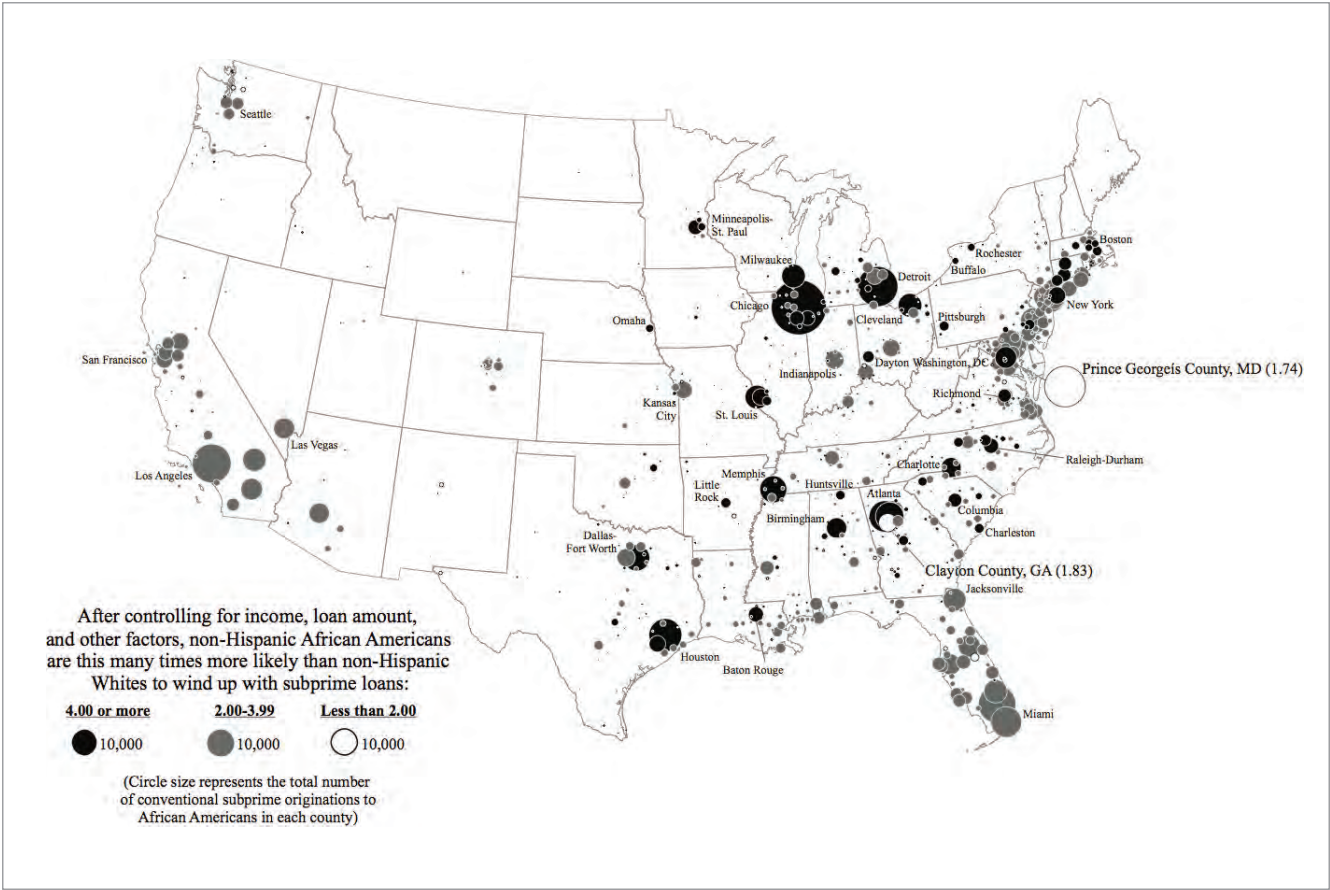 Seattle
Minneapolis-
St. Paul
Milwaukee
Boston
Rochester
Buffalo
Detroit
Chicago
New York
Omaha
Cleveland
Pittsburgh
San Francisco
Indianapolis
Dayton
Washington, DC
Prince Georgeís County, MD (1.74)
Kansas
City
St. Louis
Richmond
Las Vegas
Los Angeles
Raleigh-Durham
Charlotte
Memphis
Little
Rock
Huntsville
Atlanta
Columbia
Birmingham
Charleston
Dallas-
Fort Worth
Clayton County, GA (1.83)
Jacksonville
Houston
Baton Rouge
Miami
After controlling for income, loan amount,
and other factors, non-Hispanic African Americans
are this many times more likely than non-Hispanic
Whites to wind up with subprime loans:
4.00 or more 2.00-3.99 Less than 2.00
10,000 10,000 10,000
(Circle size represents the total number
of conventional subprime originations to
African Americans in each county)